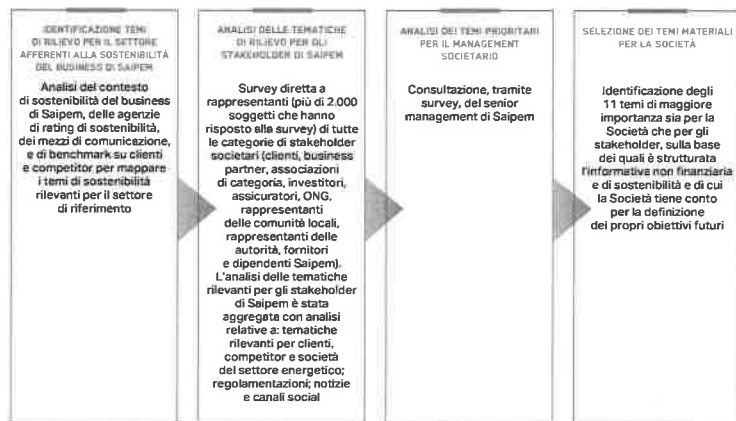 IDENTIFICAZIONE TEMI
DI RILIEVO PER IL SETTORE
AFFERENTI ALLA SOSTENIBILITÀ
DEL BUSINESS DI SAIPEM
Analisi del contesto
di sostenibilità del business
di Saipem, delle agenzie
di rating di sostenibilità,
dei mezzi di comunicazione,
e di benchmark su clienti
e competitor per mappare
i temi di sostenibilità
rilevanti per il settore
di riferimento
ANALISI DELLE TEMATICHE
DI RILIEVO PER GLI
STAKEHOLDER DI SAIPEM
Survey diretta a
rappresentanti (più di 2.000
soggetti che hanno
risposto alla survey) di tutte
le categorie di stakeholder
societari (clienti, business
partner, associazioni
di categoria, investitori,
assicuratori, ONG,
rappresentanti
delle comunità locali,
rappresentanti delle
autorità, fornitori
e dipendenti Saipem).
L'analisi delle tematiche
rilevanti per gli stakeholder
di Saipem è stata
aggregata con analisi
relative a: tematiche
rilevanti per clienti,
competitor e società
del settore energetico;
regolamentazioni; notizie
e canali social
ANALISI DEI TEMI PRIORITARI
PER IL MANAGEMENT
SOCIETARIO
Consultazione, tramite
survey, del senior
management di Saipem
SELEZIONE DEI TEMI MATERIALI
PER LA SOCIETÀ
Identificazione degli
11 temi di maggiore
importanza sia per la
Società che per gli
stakeholder, sulla base
dei quali è strutturata
l'informativa non finanziaria
e di sostenibilità e di cui
la Società tiene conto
per la definizione
dei propri obiettivi futuri